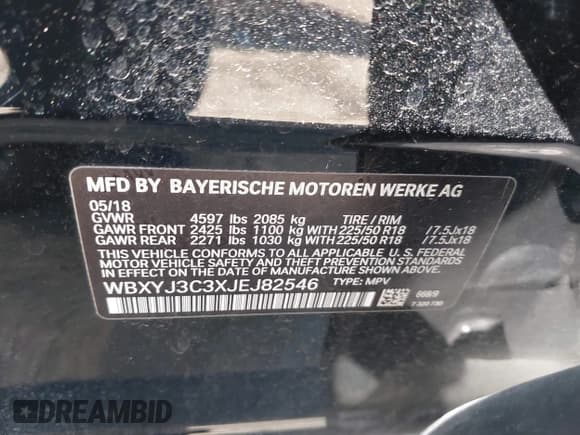 MFD BY BAYERISCHE MOTOREN WERKE AG
05/18
GVWR 4597 lbs 2085 kg TIRE / RIM
GAWR FRONT 2425 lbs 1100 kg WITH 225/50 R18 /7.5Jx18
GAWR REAR 2271 lbs 1030 kg WITH 225/50 R18 /7.5Jx18
THIS VEHICLE CONFORMS TO ALL APPLICABLE U. S. FEDERAL
MOTOR VEHICLE SAFETY AND THEFT PREVENTION STANDARDS IN
EFFECT ON THE DATE OF MANUFACTURE SHOWN ABOVE.
WBXYJ3C3XJEJ82546 TYPE: MPV
DREAMBID